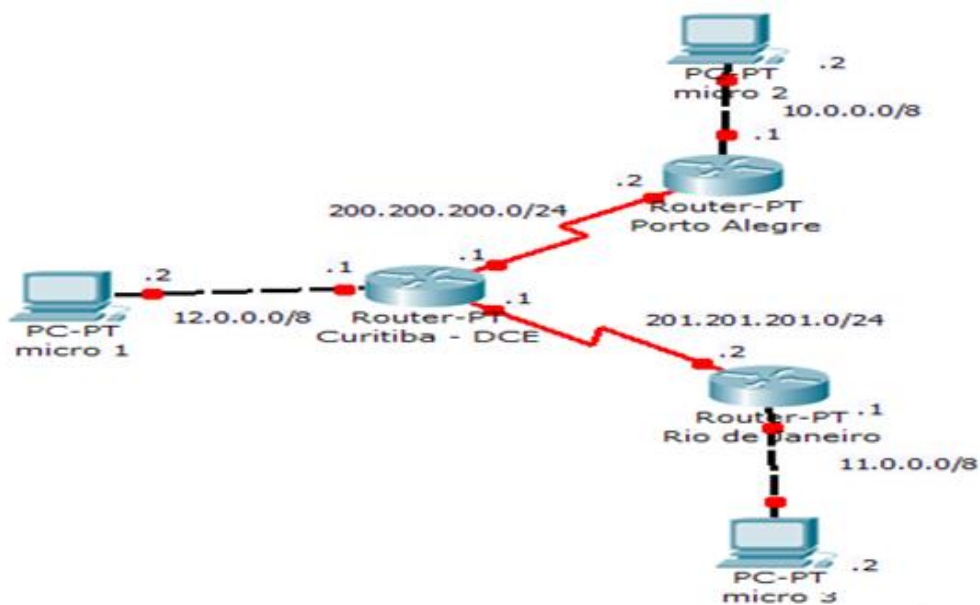 PC-PT
micro 2
.2
10.0.0.0/8
.1
.2
Router-PT
Porto Alegre
200.200.200.0/24
.1
.2
.1
12.0.0.0/8
PC-PT
micro 1
Router-PT
Curitiba - DCE
.1
201.201.201.0/24
.2
Router-PT
Rio de Janeiro
.1
11.0.0.0/8
PC-PT
micro 3
.2